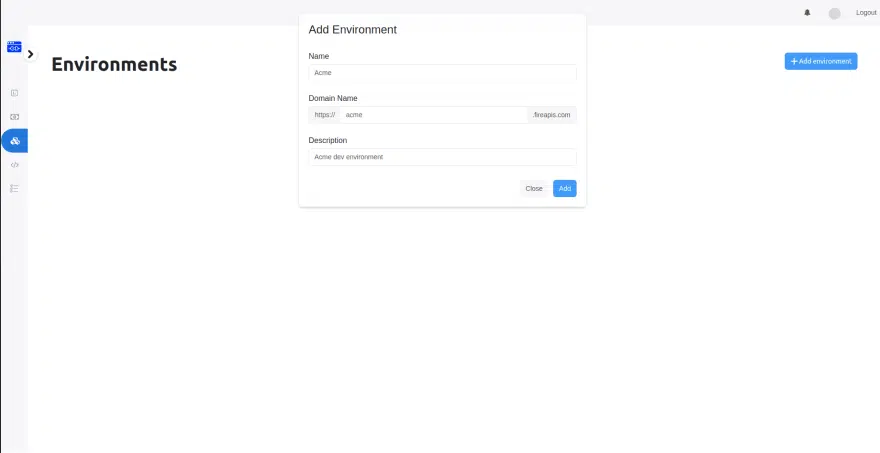 Logout
Environments
+ Add environment
Add Environment
Name
Acme
Domain Name
https:// acme .fireapis.com
Description
Acme dev environment
Close Add